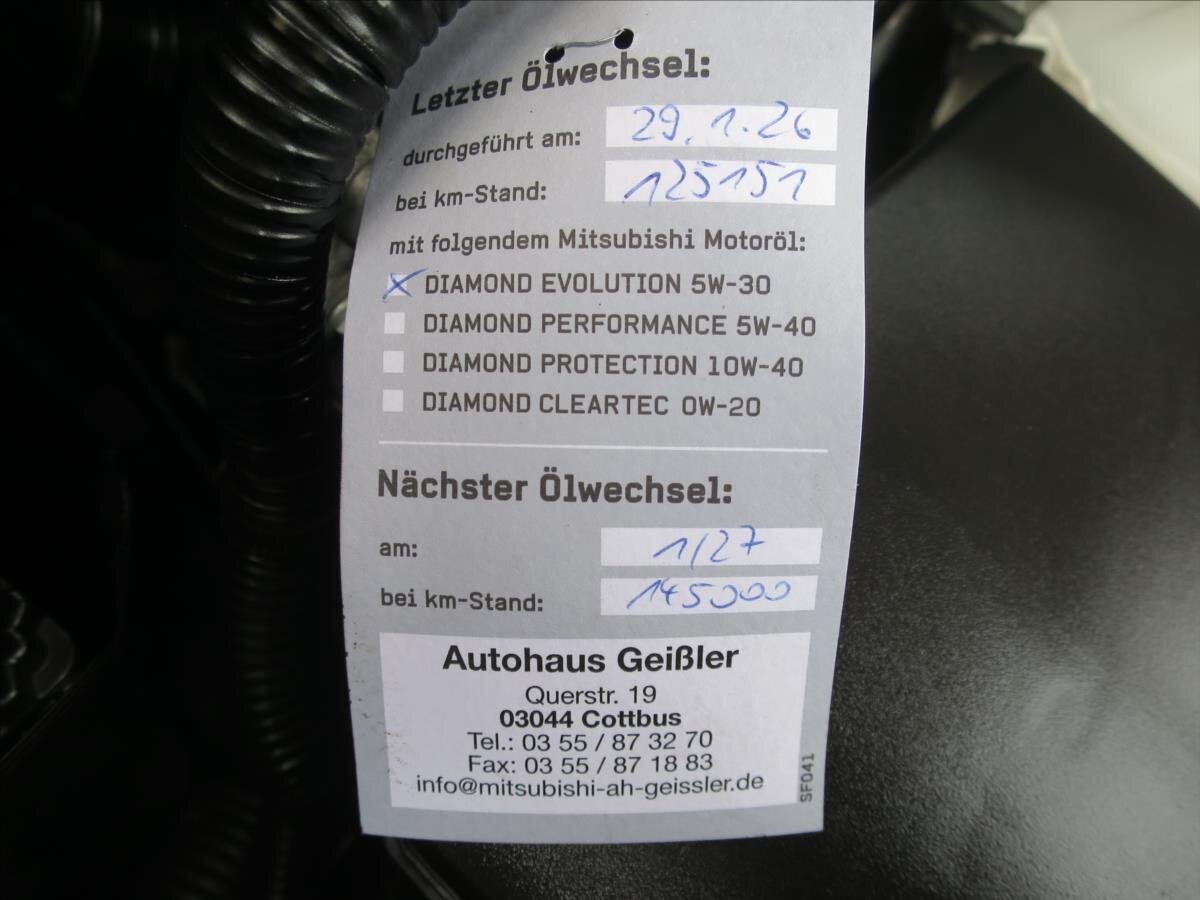 Letzter Ölwechsel:
durchgeführt am: 29.1.26
bei km-Stand: 125151
mit folgendem Mitsubishi Motoröl:
DIAMOND EVOLUTION 5W-30
DIAMOND PERFORMANCE 5W-40
DIAMOND PROTECTION 10W-40
DIAMOND CLEARTEC 0W-20
Nächster Ölwechsel:
am: 1/27
bei km-Stand: 145000
Autohaus Geißler
Querstr. 19
03044 Cottbus
Tel.: 03 55 / 87 32 70
Fax: 03 55 / 87 18 83
info@mitsubishi-ah-geissler.de
SF041